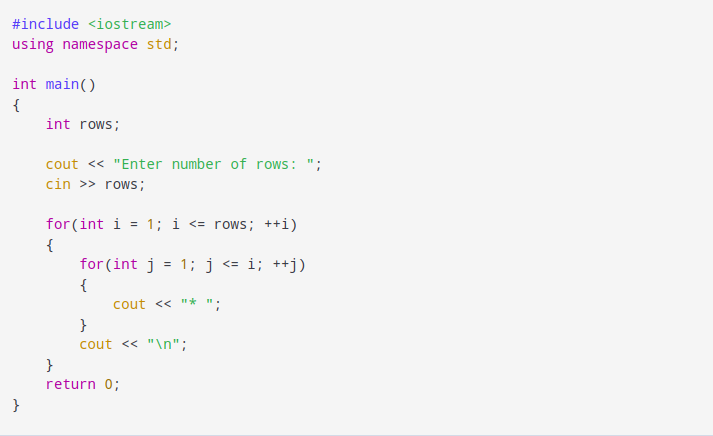 #include <iostream>
using namespace std;

int main()
{
    int rows;

    cout << "Enter number of rows: ";
    cin >> rows;

    for(int i = 1; i <= rows; ++i)
    {
        for(int j = 1; j <= i; ++j)
        {
            cout << "* ";
        }
        cout << "\n";
    }
    return 0;
}